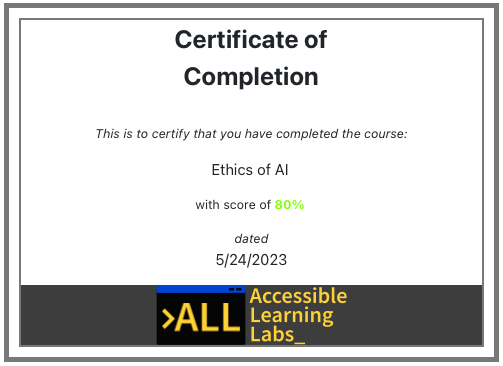 Certificate of
Completion
This is to certify that you have completed the course:
Ethics of AI
with score of 80%
dated
5/24/2023
>ALL
Accessible
Learning
Labs_